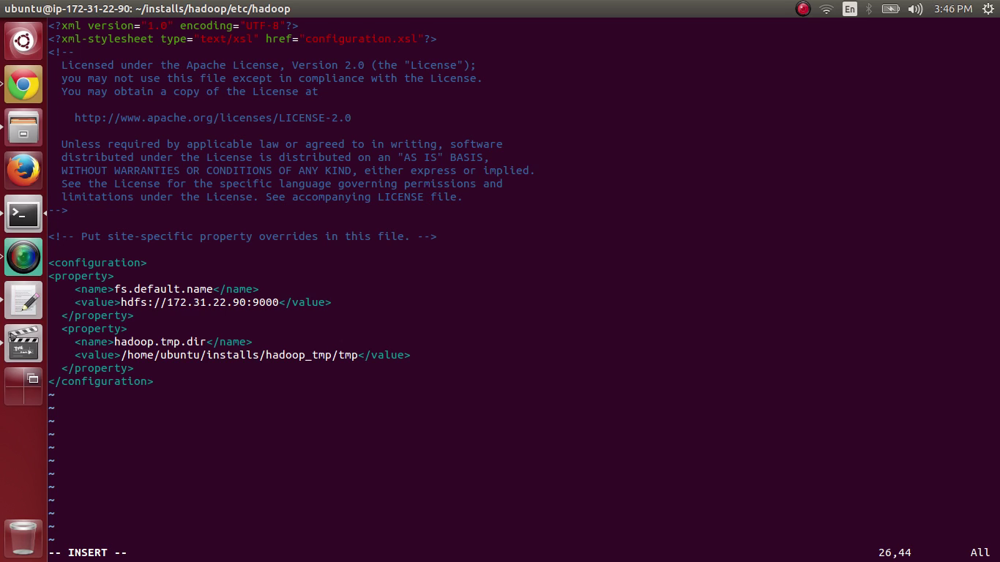 ubuntu@ip-172-31-22-90: ~/installs/hadoop/etc/hadoop
En
3:46 PM
<?xml version="1.0" encoding="UTF-8"?>
<?xml-stylesheet type="text/xsl" href="configuration.xsl"?>
<!--
  Licensed under the Apache License, Version 2.0 (the "License");
  you may not use this file except in compliance with the License.
  You may obtain a copy of the License at

    http://www.apache.org/licenses/LICENSE-2.0

  Unless required by applicable law or agreed to in writing, software
  distributed under the License is distributed on an "AS IS" BASIS,
  WITHOUT WARRANTIES OR CONDITIONS OF ANY KIND, either express or implied.
  See the License for the specific language governing permissions and
  limitations under the License. See accompanying LICENSE file.
-->

<!-- Put site-specific property overrides in this file. -->

<configuration>
<property>
    <name>fs.default.name</name>
    <value>hdfs://172.31.22.90:9000</value>
  </property>
  <property>
    <name>hadoop.tmp.dir</name>
    <value>/home/ubuntu/installs/hadoop_tmp/tmp</value>
  </property>
</configuration>
~
~
~
~
~
~
~
~
~
~
~
~
-- INSERT --
26,44
All